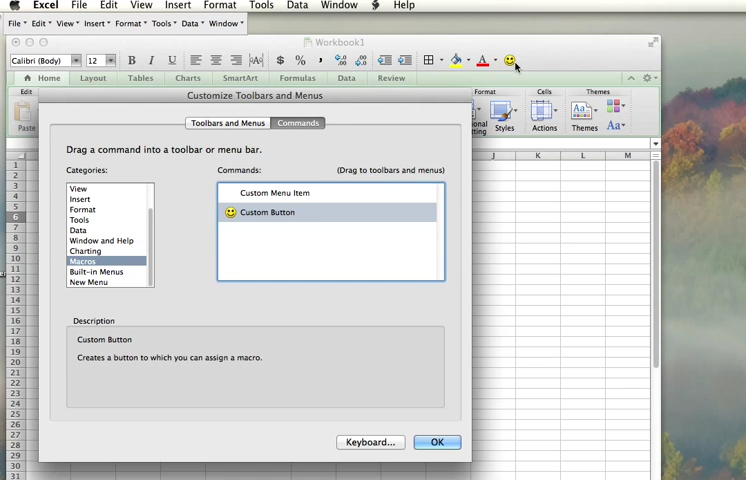 Excel File Edit View Insert Format Tools Data Window Help
File Edit View Insert Format Tools Data Window
Workbook1
Calibri (Body) 12 B I U A $ % ,
Home Layout Tables Charts SmartArt Formulas Data Review
Edit Format Cells Themes
Customize Toolbars and Menus
Paste Styles Actions Themes Aa
Toolbars and Menus Commands
Drag a command into a toolbar or menu bar.
J K L M
Categories: Commands: (Drag to toolbars and menus)
View
Insert
Format
Tools
Data
Window and Help
Charting
Macros
Built-in Menus
New Menu
Custom Menu Item
Custom Button
Description
Custom Button
Creates a button to which you can assign a macro.
Keyboard... OK
1
2
3
4
5
6
7
8
9
10
11
12
13
14
15
16
17
18
19
20
21
22
23
24
25
26
27
28
29
30
31